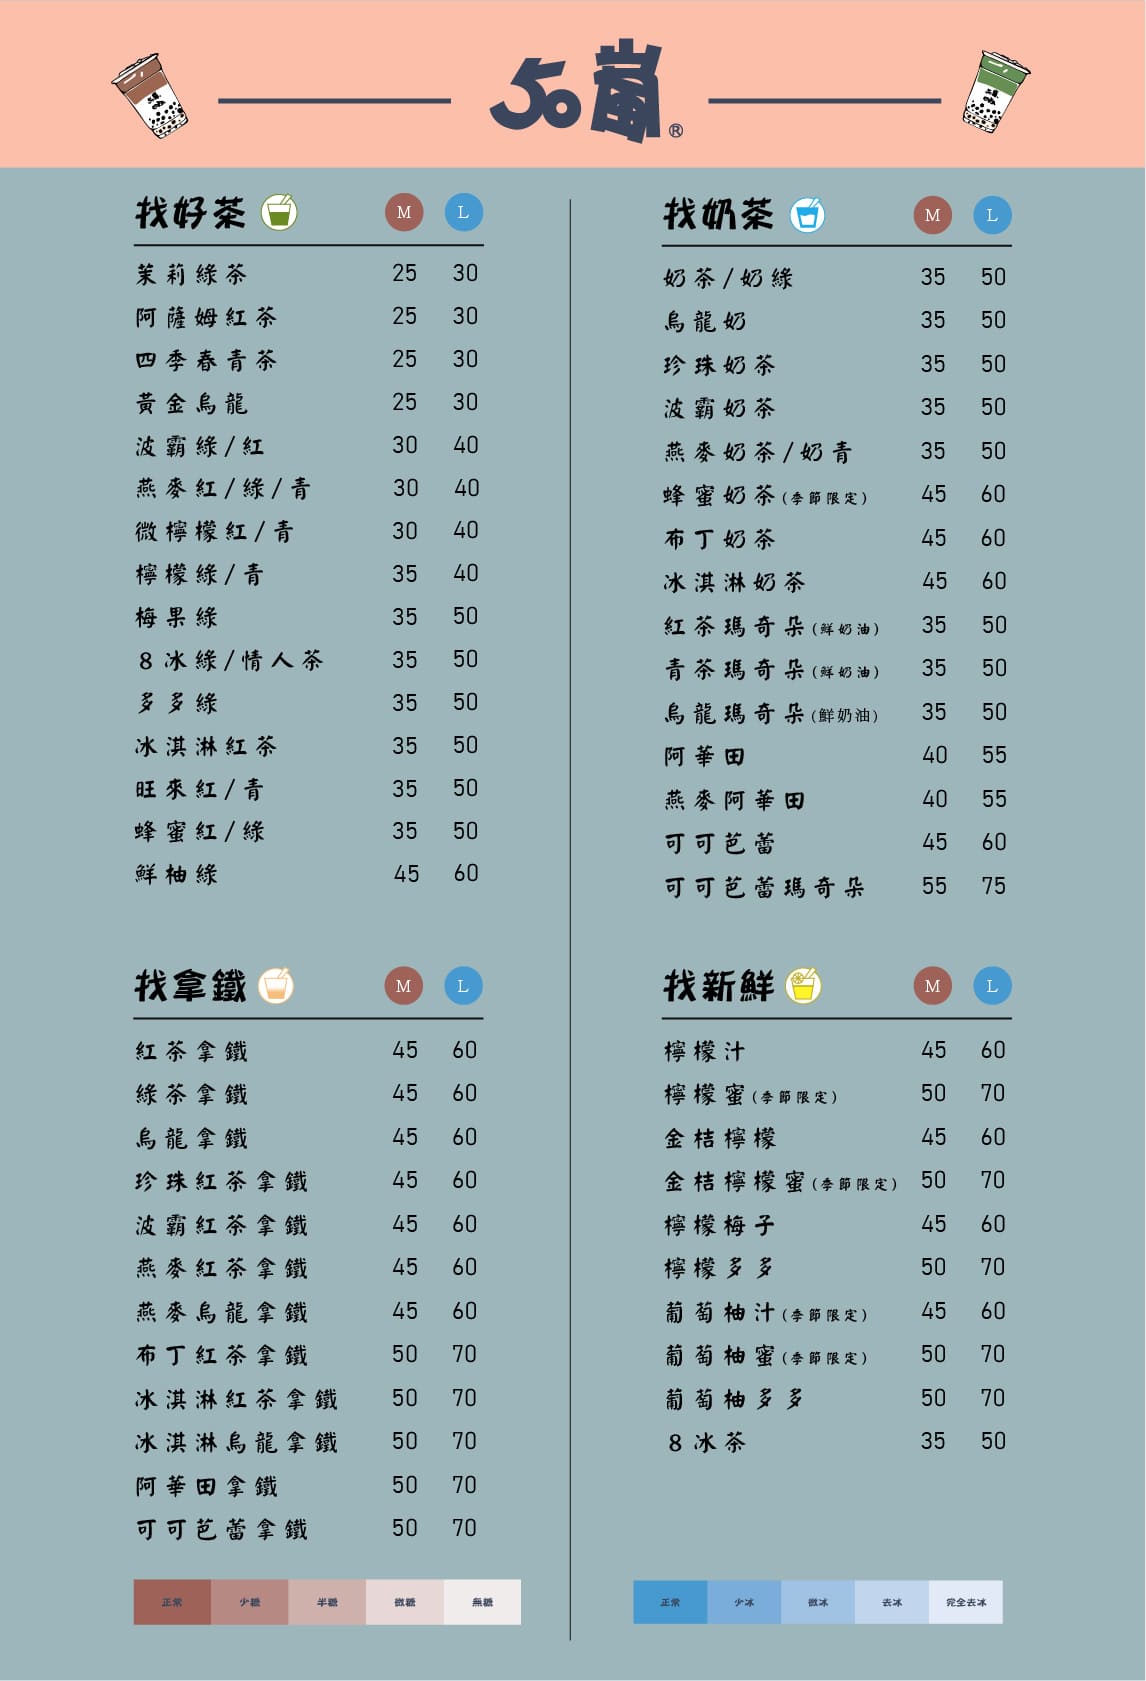 50嵐®
找好茶 M L
茉莉綠茶 25 30
阿薩姆紅茶 25 30
四季春青茶 25 30
黃金烏龍 25 30
波霸綠/紅 30 40
燕麥紅/綠/青 30 40
微檸檬紅/青 30 40
檸檬綠/青 35 40
梅果綠 35 50
8冰綠/情人茶 35 50
多多綠 35 50
冰淇淋紅茶 35 50
旺來紅/青 35 50
蜂蜜紅/綠 35 50
鮮柚綠 45 60
找拿鐵 M L
紅茶拿鐵 45 60
綠茶拿鐵 45 60
烏龍拿鐵 45 60
珍珠紅茶拿鐵 45 60
波霸紅茶拿鐵 45 60
燕麥紅茶拿鐵 45 60
燕麥烏龍拿鐵 45 60
布丁紅茶拿鐵 50 70
冰淇淋紅茶拿鐵 50 70
冰淇淋烏龍拿鐵 50 70
阿華田拿鐵 50 70
可可芭蕾拿鐵 50 70
正常 少糖 半糖 微糖 無糖
找奶茶 M L
奶茶/奶綠 35 50
烏龍奶 35 50
珍珠奶茶 35 50
波霸奶茶 35 50
燕麥奶茶/奶青 35 50
蜂蜜奶茶(季節限定) 45 60
布丁奶茶 45 60
冰淇淋奶茶 45 60
紅茶瑪奇朵(鮮奶油) 35 50
青茶瑪奇朵(鮮奶油) 35 50
烏龍瑪奇朵(鮮奶油) 35 50
阿華田 40 55
燕麥阿華田 40 55
可可芭蕾 45 60
可可芭蕾瑪奇朵 55 75
找新鮮 M L
檸檬汁 45 60
檸檬蜜(季節限定) 50 70
金桔檸檬 45 60
金桔檸檬蜜(季節限定) 50 70
檸檬梅子 45 60
檸檬多多 50 70
葡萄柚汁(季節限定) 45 60
葡萄柚蜜(季節限定) 50 70
葡萄柚多多 50 70
8冰茶 35 50
正常 少冰 微冰 去冰 完全去冰